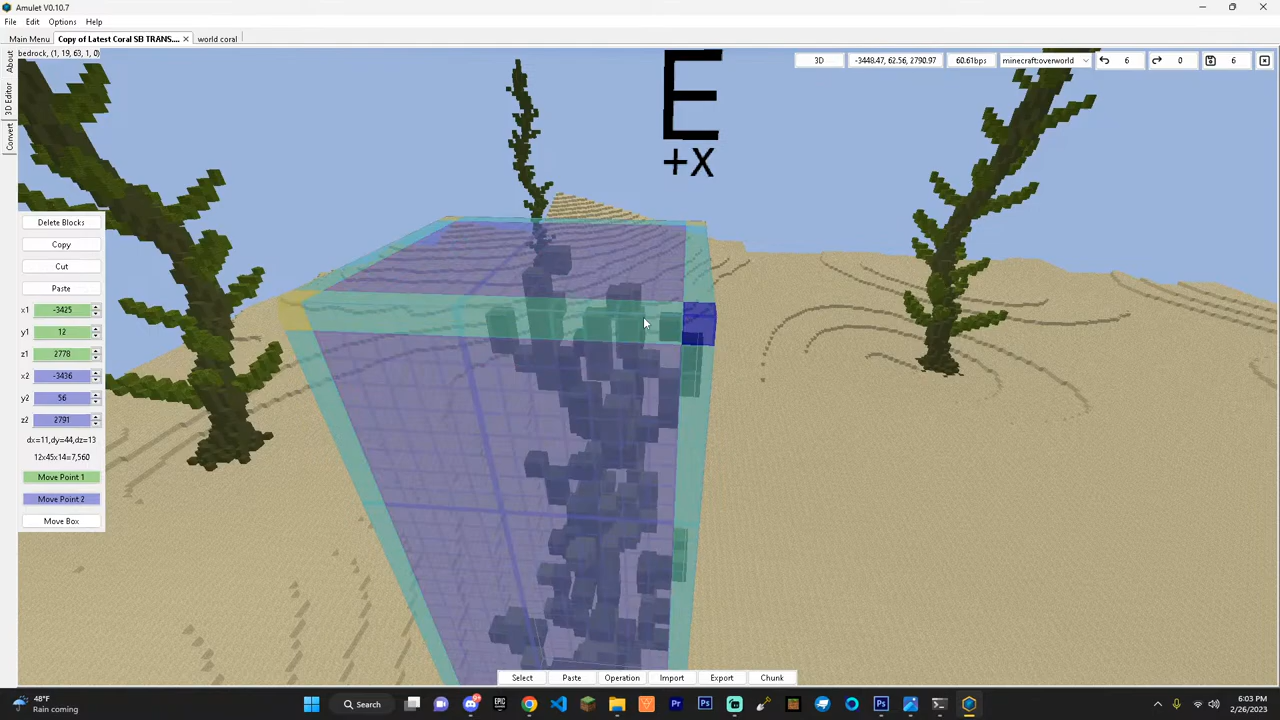 Amulet V0.10.7
File Edit Options Help
Main Menu Copy of Latest Coral SB TRANS.... × world coral
bedrock, (1, 19, 63, 1, 0)
About
3D Editor
Convert
3D -3448.47, 62.56, 2790.97 60.61bps minecraft:overworld 6 0 6
E
+X
Delete Blocks
Copy
Cut
Paste
x1 -3425
y1 12
z1 2778
x2 -3436
y2 56
z2 2791
dx=11,dy=44,dz=13
12x45x14=7,560
Move Point 1
Move Point 2
Move Box
Select Paste Operation Import Export Chunk
48°F
Rain coming
Search
6:03 PM
2/26/2023